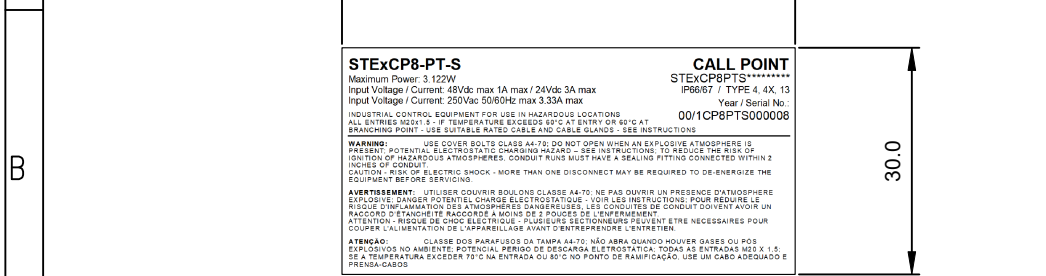 STExCP8-PT-S
CALL POINT
Maximum Power: 3.122W
STExCP8PTS*********
Input Voltage / Current: 48Vdc max 1A max / 24Vdc 3A max
IP66/67 / TYPE 4, 4X, 13
Input Voltage / Current: 250Vac 50/60Hz max 3.33A max
Year / Serial No.:
00/1CP8PTS000008
INDUSTRIAL CONTROL EQUIPMENT FOR USE IN HAZARDOUS LOCATIONS
ALL ENTRIES M20x1.5 - IF TEMPERATURE EXCEEDS 60°C AT ENTRY OR 60°C AT
BRANCHING POINT - USE SUITABLE RATED CABLE AND CABLE GLANDS - SEE INSTRUCTIONS
WARNING: USE COVER BOLTS CLASS A4-70; DO NOT OPEN WHEN AN EXPLOSIVE ATMOSPHERE IS
PRESENT; POTENTIAL ELECTROSTATIC CHARGING HAZARD – SEE INSTRUCTIONS; TO REDUCE THE RISK OF
IGNITION OF HAZARDOUS ATMOSPHERES, CONDUIT RUNS MUST HAVE A SEALING FITTING CONNECTED WITHIN 2
INCHES OF CONDUIT.
CAUTION - RISK OF ELECTRIC SHOCK - MORE THAN ONE DISCONNECT MAY BE REQUIRED TO DE-ENERGIZE THE
EQUIPMENT BEFORE SERVICING.
AVERTISSEMENT: UTILISER COUVRIR BOULONS CLASSE A4-70; NE PAS OUVRIR UN PRESENCE D'ATMOSPHERE
EXPLOSIVE; DANGER POTENTIEL CHARGE ELECTROSTATIQUE - VOIR LES INSTRUCTIONS; POUR RÉDUIRE LE
RISQUE D'INFLAMMATION DES ATMOSPHÈRES DANGEREUSES, LES CONDUITES DE CONDUIT DOIVENT AVOIR UN
RACCORD D'ÉTANCHÉITÉ RACCORDÉ À MOINS DE 2 POUCES DE L'ENFERMEMENT.
ATTENTION - RISQUE DE CHOC ELECTRIQUE - PLUSIEURS SECTIONNEURS PEUVENT ETRE NECESSAIRES POUR
COUPER L'ALIMENTATION DE L'APPAREILLAGE AVANT D'ENTREPRENDRE L'ENTRETIEN.
ATENÇÃO: CLASSE DOS PARAFUSOS DA TAMPA A4-70; NÃO ABRA QUANDO HOUVER GASES OU PÓS
EXPLOSIVOS NO AMBIENTE; POTENCIAL PERIGO DE DESCARGA ELETROSTÁTICA; TODAS AS ENTRADAS M20 X 1.5;
SE A TEMPERATURA EXCEDER 70°C NA ENTRADA OU 80°C NO PONTO DE RAMIFICAÇÃO, USE UM CABO ADEQUADO E
PRENSA-CABOS
B
30.0